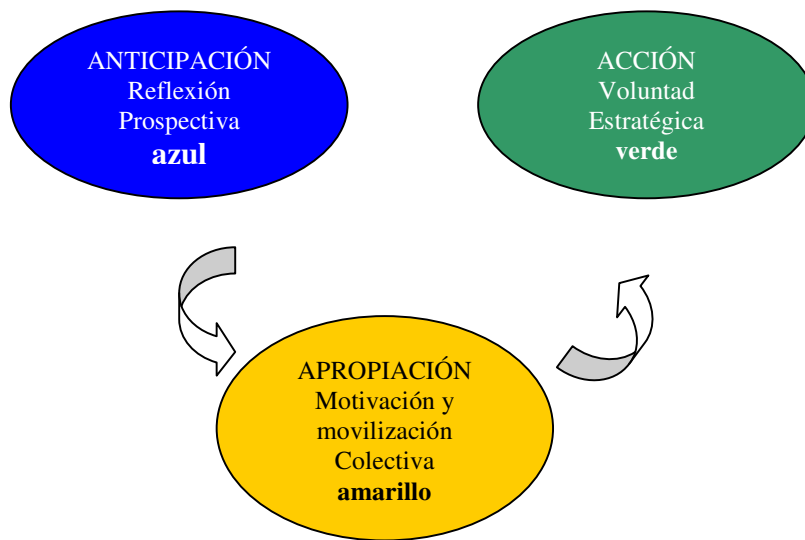 ANTICIPACIÓN
Reflexión
Prospectiva
azul
ACCIÓN
Voluntad
Estratégica
verde
APROPIACIÓN
Motivación y
movilización
Colectiva
amarillo